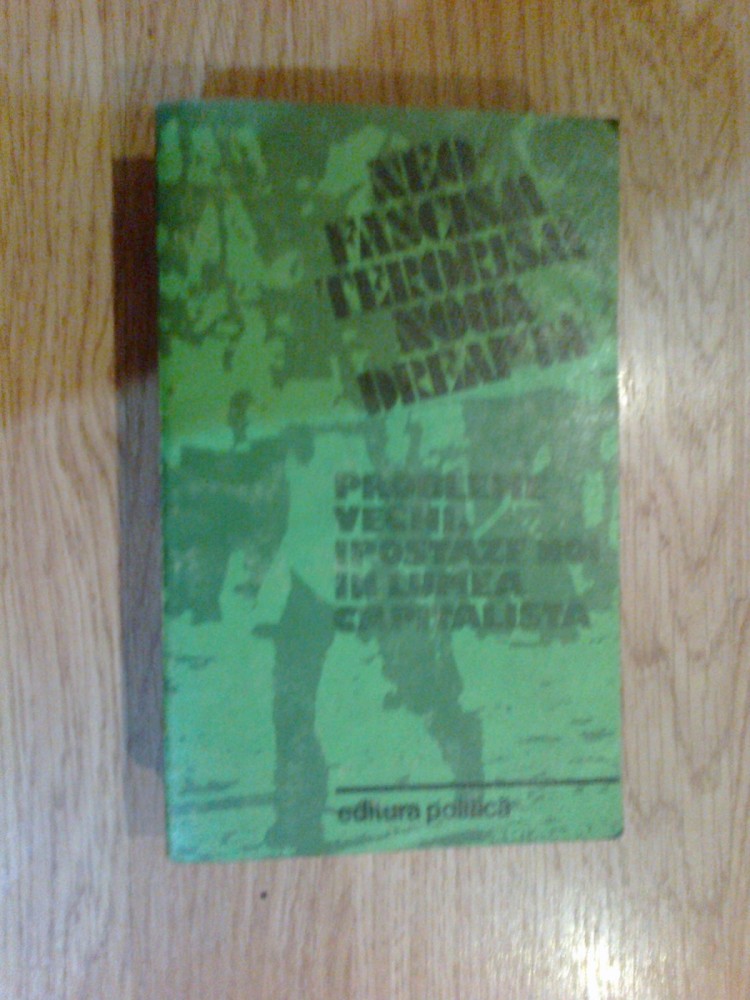 NEO
FASCISM
TERORISM
NOUA
DREAPTA
PROBLEME
VECHI.
IPOSTAZE NOI
IN LUMEA
CAPITALISTA
editura politică